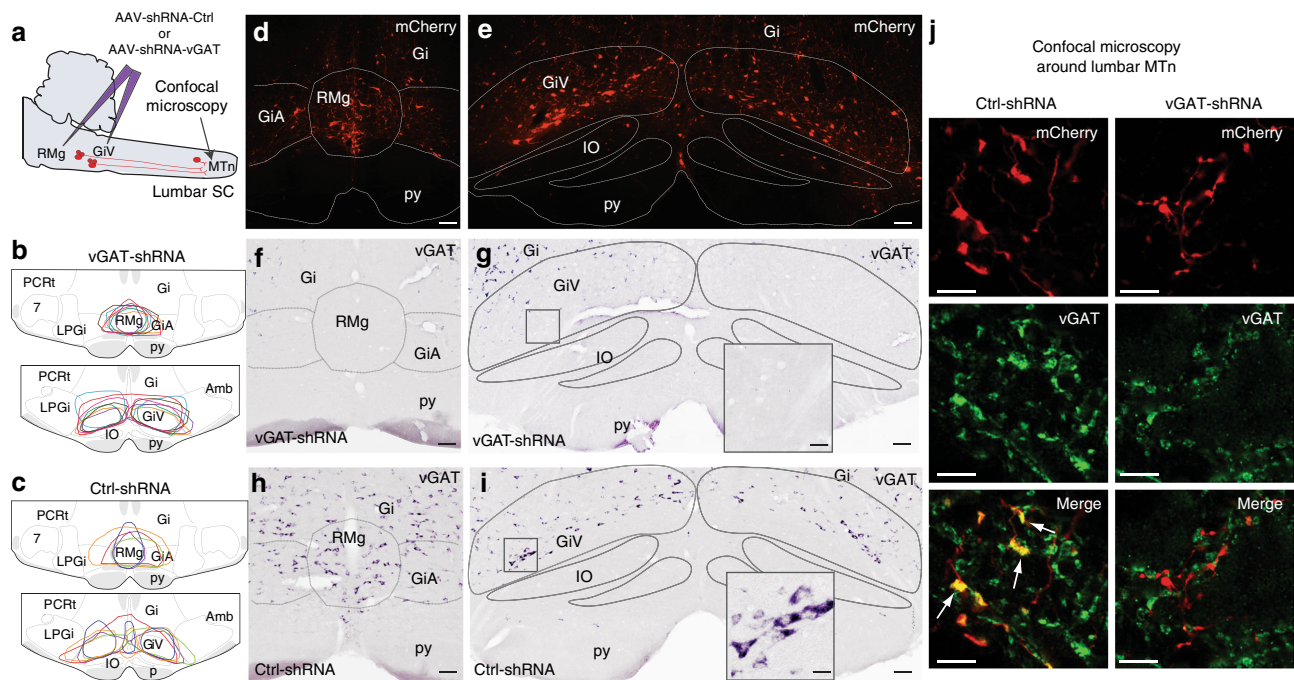 a
AAV-shRNA-Ctrl
or
AAV-shRNA-vGAT
Confocal
microscopy
RMg
GiV
MTn
Lumbar SC
b
vGAT-shRNA
PCRt
Gi
7
RMg
LPGi
GiA
py
PCRt
Gi
Amb
LPGi
GiV
IO
py
c
Ctrl-shRNA
PCRt
Gi
7
RMg
LPGi
GiA
py
PCRt
Gi
Amb
LPGi
GiV
IO
p
d
mCherry
Gi
RMg
GiA
py
e
mCherry
Gi
GiV
IO
py
f
vGAT
Gi
RMg
GiA
py
vGAT-shRNA
g
Gi
vGAT
GiV
IO
py
vGAT-shRNA
h
vGAT
Gi
RMg
GiA
py
Ctrl-shRNA
i
Gi
vGAT
GiV
IO
py
Ctrl-shRNA
j
Confocal microscopy
around lumbar MTn
Ctrl-shRNA
vGAT-shRNA
mCherry
mCherry
vGAT
vGAT
Merge
Merge